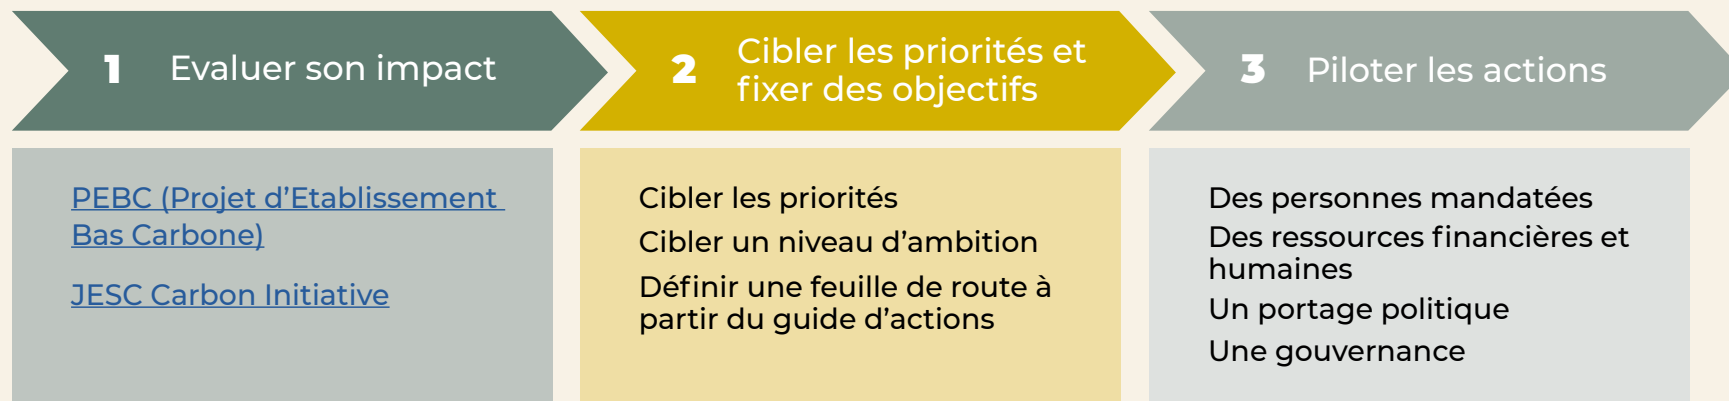 1 Evaluer son impact
PEBC (Projet d’Etablissement
Bas Carbone)
JESC Carbon Initiative
2 Cibler les priorités et
fixer des objectifs
Cibler les priorités
Cibler un niveau d’ambition
Définir une feuille de route à
partir du guide d’actions
3 Piloter les actions
Des personnes mandatées
Des ressources financières et
humaines
Un portage politique
Une gouvernance